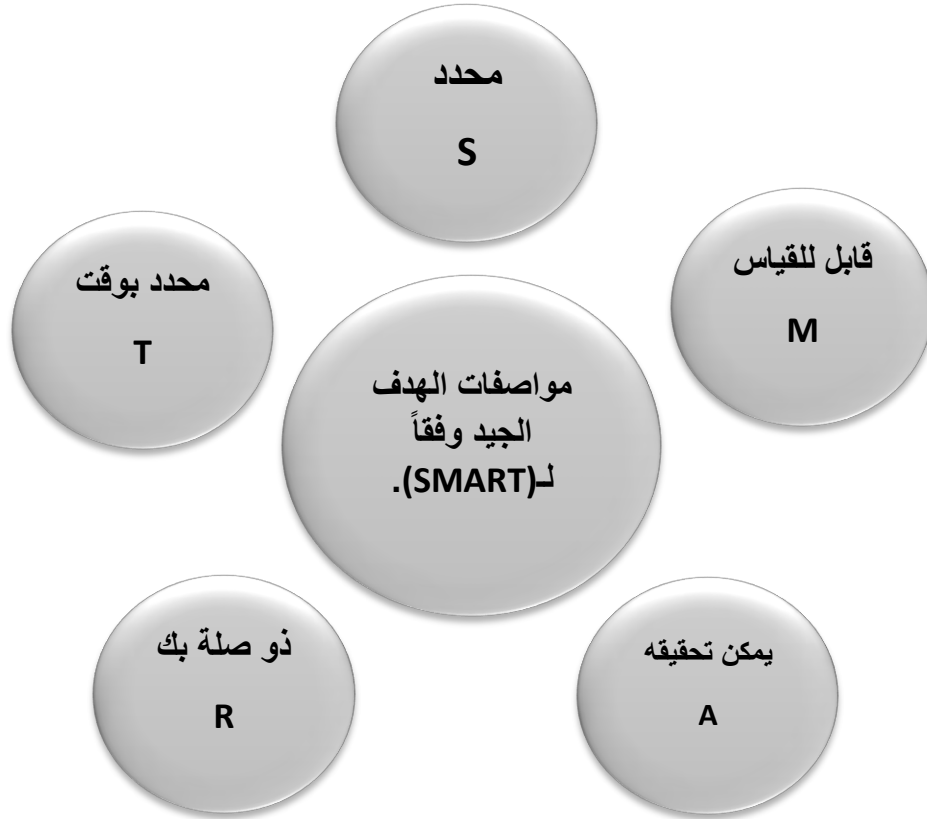 محدد
S
قابل للقياس
M
محدد بوقت
T
مواصفات الهدف
الجيد وفقاً
لـ(SMART).
يمكن تحقيقه
A
ذو صلة بك
R